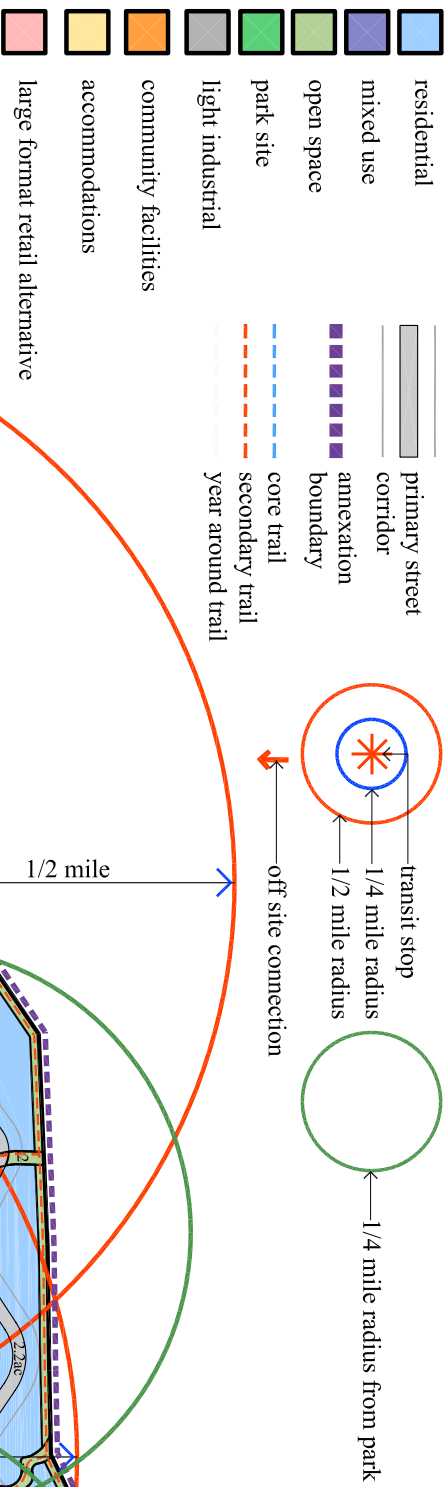 residential
mixed use
open space
park site
light industrial
community facilities
accommodations
large format retail alternative
primary street
corridor
annexation
boundary
core trail
secondary trail
year around trail
transit stop
1/4 mile radius
1/2 mile radius
off site connection
1/4 mile radius from park
1/2 mile
2.2ac